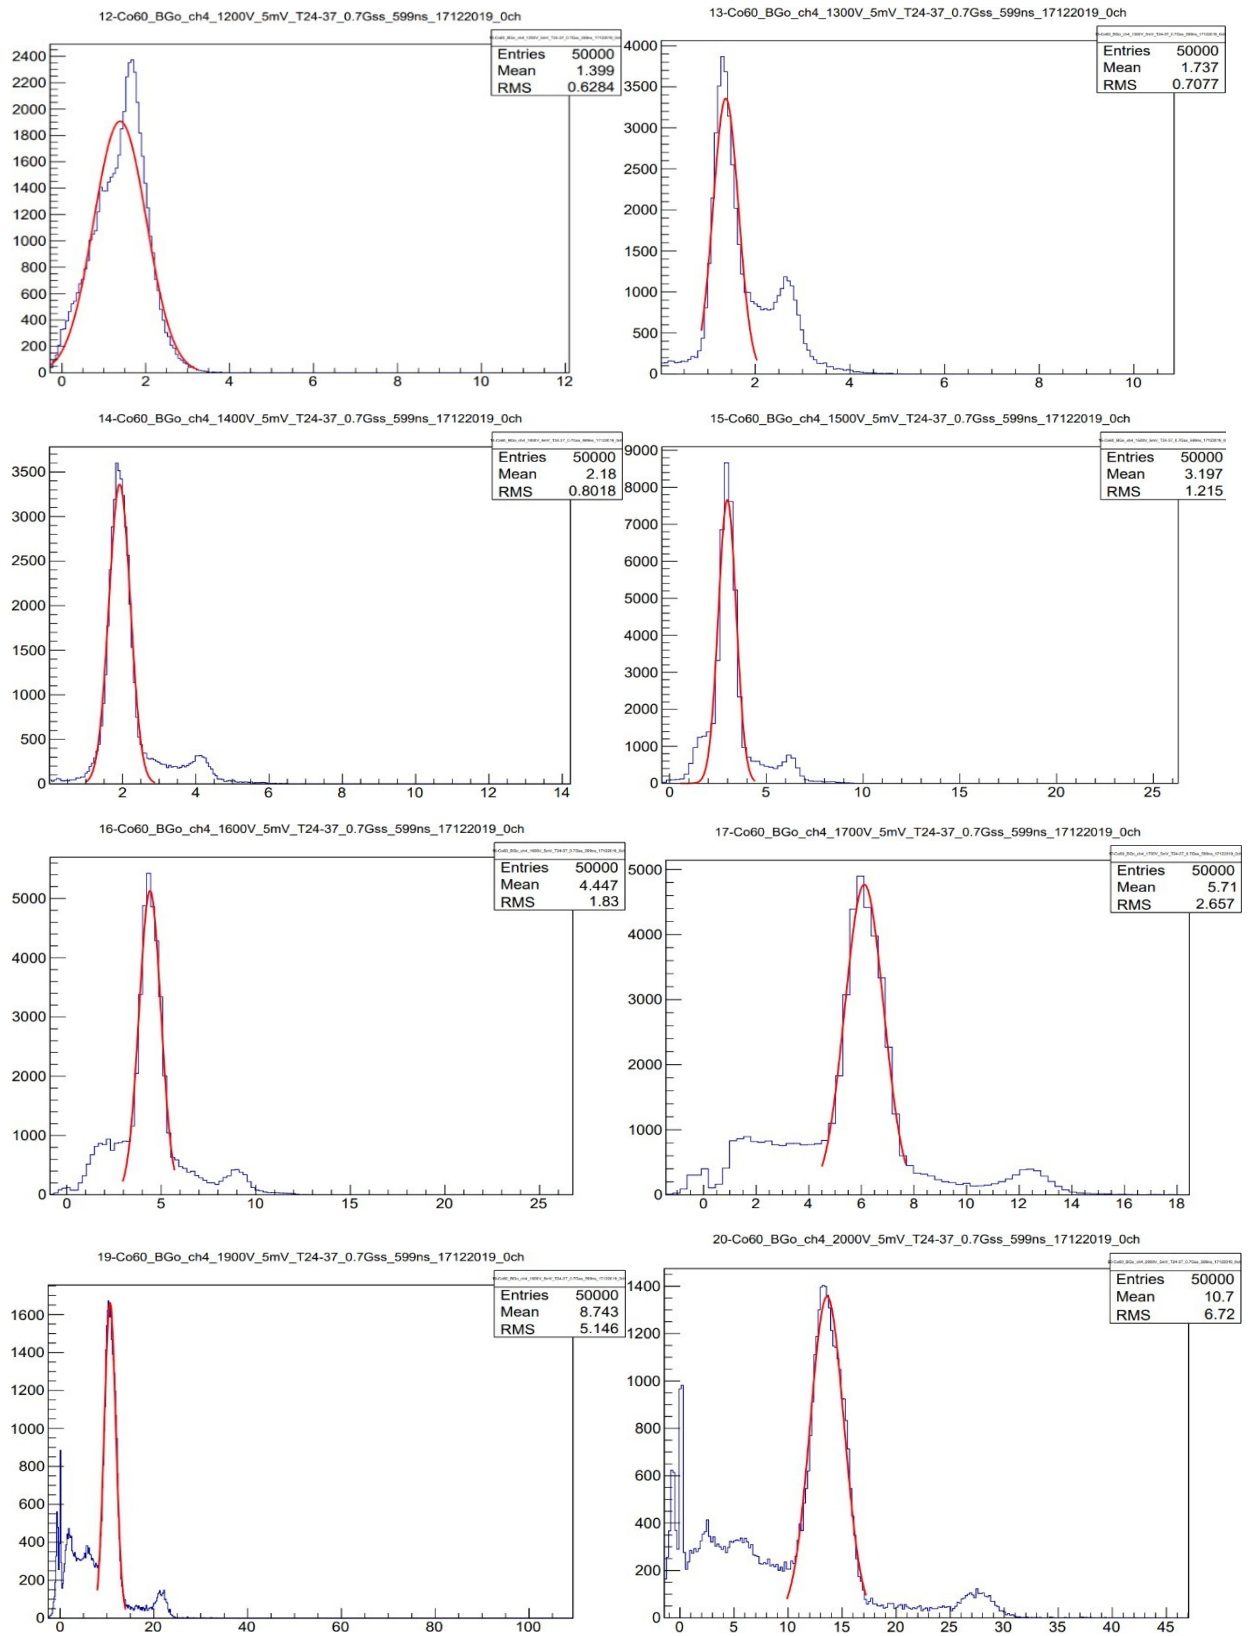 12-Co60_BGo_ch4_1200V_5mV_T24-37_0.7Gss_599ns_17122019_0ch
Entries 50000
Mean 1.399
RMS 0.6284
2400
2200
2000
1800
1600
1400
1200
1000
800
600
400
200
0
0 2 4 6 8 10 12
13-Co60_BGo_ch4_1300V_5mV_T24-37_0.7Gss_599ns_17122019_0ch
Entries 50000
Mean 1.737
RMS 0.7077
4000
3500
3000
2500
2000
1500
1000
500
0
2 4 6 8 10
14-Co60_BGo_ch4_1400V_5mV_T24-37_0.7Gss_599ns_17122019_0ch
Entries 50000
Mean 2.18
RMS 0.8018
3500
3000
2500
2000
1500
1000
500
0
2 4 6 8 10 12 14
15-Co60_BGo_ch4_1500V_5mV_T24-37_0.7Gss_599ns_17122019_0ch
Entries 50000
Mean 3.197
RMS 1.215
9000
8000
7000
6000
5000
4000
3000
2000
1000
0
0 5 10 15 20 25
16-Co60_BGo_ch4_1600V_5mV_T24-37_0.7Gss_599ns_17122019_0ch
Entries 50000
Mean 4.447
RMS 1.83
5000
4000
3000
2000
1000
0
0 5 10 15 20 25
17-Co60_BGo_ch4_1700V_5mV_T24-37_0.7Gss_599ns_17122019_0ch
Entries 50000
Mean 5.71
RMS 2.657
5000
4000
3000
2000
1000
0
0 2 4 6 8 10 12 14 16 18
19-Co60_BGo_ch4_1900V_5mV_T24-37_0.7Gss_599ns_17122019_0ch
Entries 50000
Mean 8.743
RMS 5.146
1600
1400
1200
1000
800
600
400
200
0
0 20 40 60 80 100
20-Co60_BGo_ch4_2000V_5mV_T24-37_0.7Gss_599ns_17122019_0ch
Entries 50000
Mean 10.7
RMS 6.72
1400
1200
1000
800
600
400
200
0
0 5 10 15 20 25 30 35 40 45